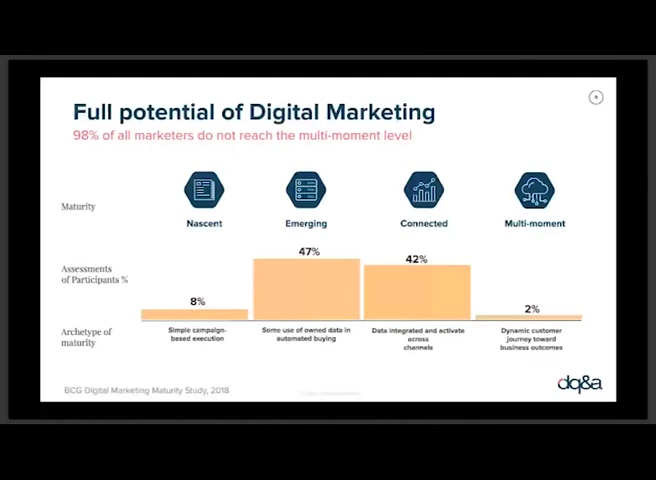 Full potential of Digital Marketing
98% of all marketers do not reach the multi-moment level
Maturity
Nascent
Emerging
Connected
Multi-moment
Assessments
of Participants %
8%
47%
42%
2%
Archetype of
maturity
Simple campaign-
based execution
Some use of owned data in
automated buying
Data integrated and activate
across
channels
Dynamic customer
journey toward
business outcomes
BCG Digital Marketing Maturity Study, 2018
dq&a